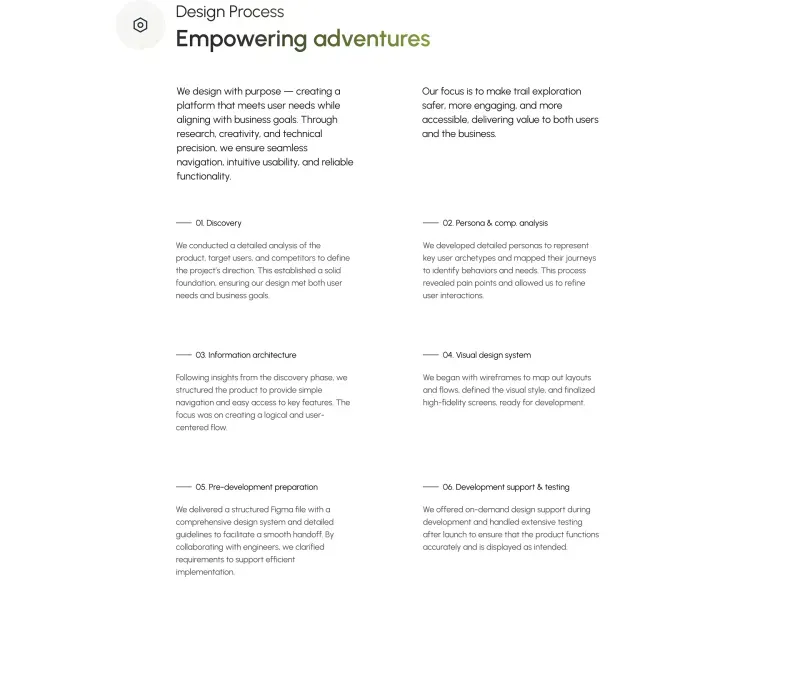 Design Process
Empowering adventures
We design with purpose — creating a
platform that meets user needs while
aligning with business goals. Through
research, creativity, and technical
precision, we ensure seamless
navigation, intuitive usability, and reliable
functionality.
Our focus is to make trail exploration
safer, more engaging, and more
accessible, delivering value to both users
and the business.
01. Discovery
We conducted a detailed analysis of the
product, target users, and competitors to define
the project's direction. This established a solid
foundation, ensuring our design met both user
needs and business goals.
02. Persona & comp. analysis
We developed detailed personas to represent
key user archetypes and mapped their journeys
to identify behaviors and needs. This process
revealed pain points and allowed us to refine
user interactions.
03. Information architecture
Following insights from the discovery phase, we
structured the product to provide simple
navigation and easy access to key features. The
focus was on creating a logical and user-
centered flow.
04. Visual design system
We began with wireframes to map out layouts
and flows, defined the visual style, and finalized
high-fidelity screens, ready for development.
05. Pre-development preparation
We delivered a structured Figma file with a
comprehensive design system and detailed
guidelines to facilitate a smooth handoff. By
collaborating with engineers, we clarified
requirements to support efficient
implementation.
06. Development support & testing
We offered on-demand design support during
development and handled extensive testing
after launch to ensure that the product functions
accurately and is displayed as intended.